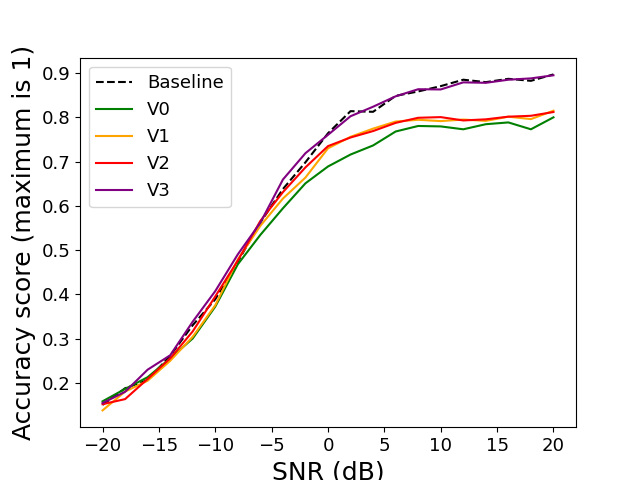 Accuracy score (maximum is 1)
0.9
0.8
0.7
0.6
0.5
0.4
0.3
0.2
Baseline
V0
V1
V2
V3
−20 −15 −10 −5 0 5 10 15 20
SNR (dB)